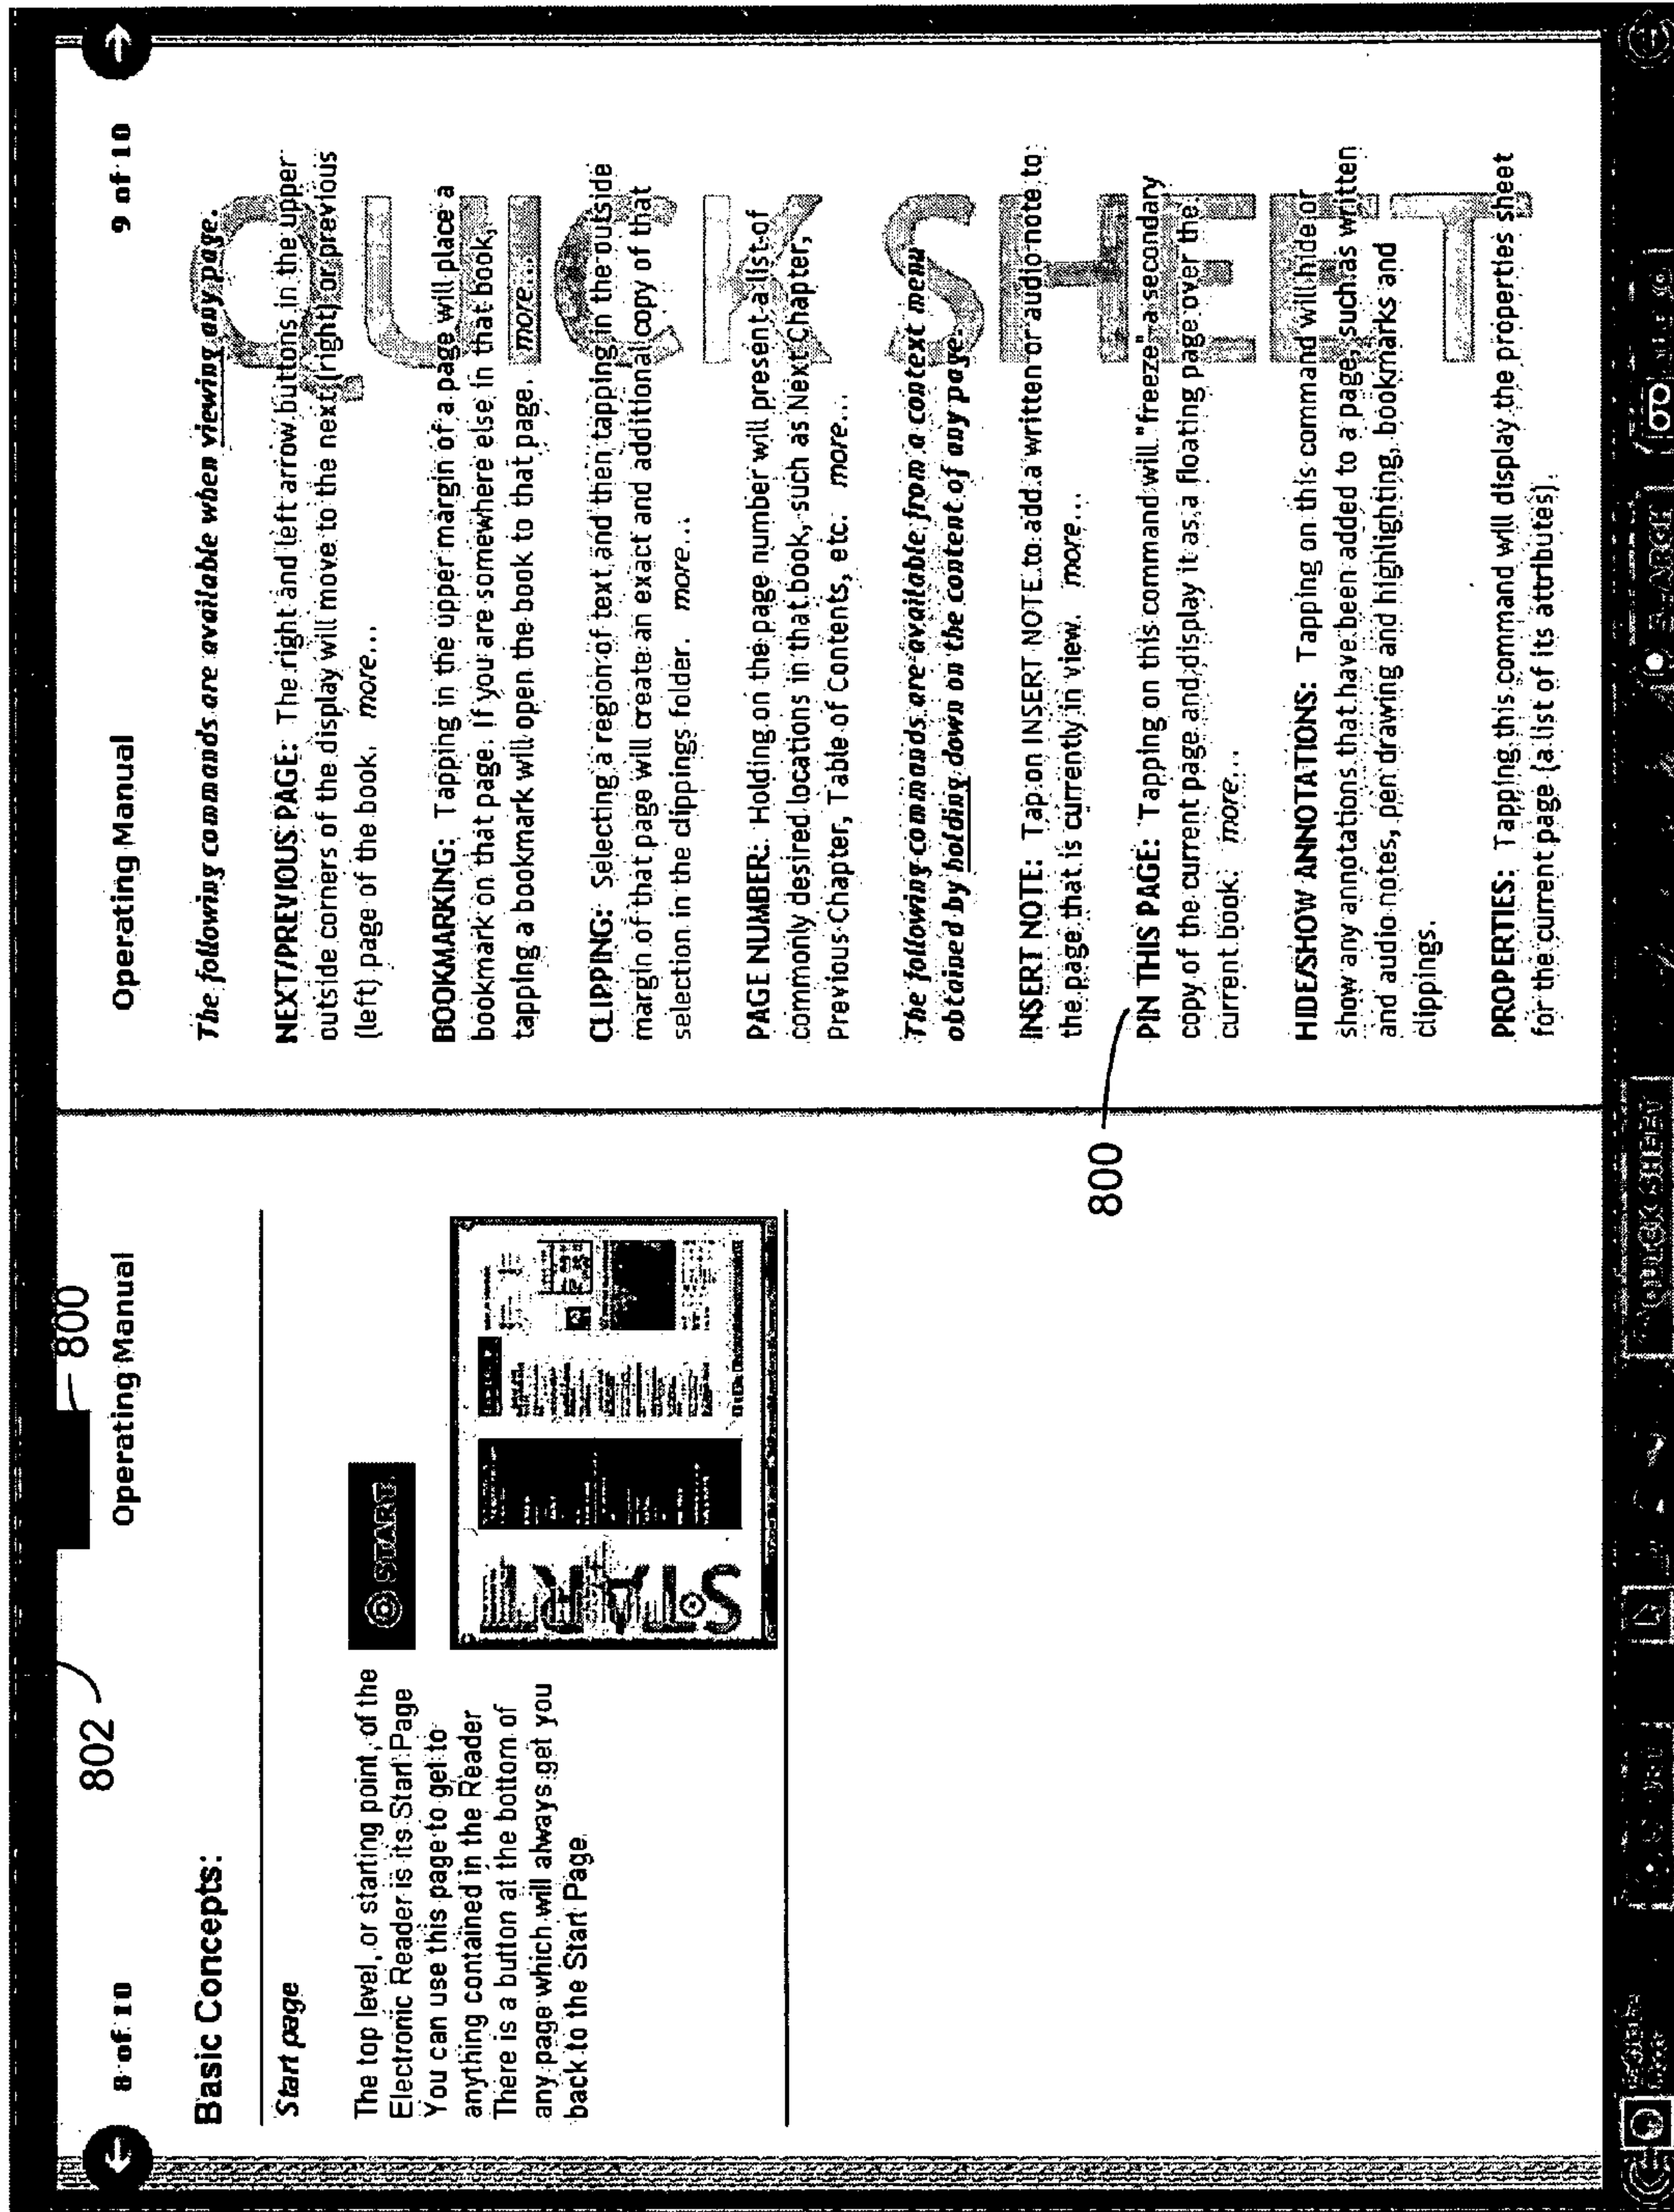 802
800
8 of 10
Operating Manual
Basic Concepts:
Start page
The top level, or starting point, of the
Electronic Reader is its Start Page
You can use this page to get to
anything contained in the Reader
There is a button at the bottom of
any page which will always get you
back to the Start Page.
START
START
Operating Manual
9 of 10
QUICK SHEET
The following commands are available when viewing any page.
NEXT/PREVIOUS PAGE: The right and left arrow buttons in the upper
outside corners of the display will move to the next (right) or previous
(left) page of the book. more...
BOOKMARKING: Tapping in the upper margin of a page will place a
bookmark on that page. If you are somewhere else in that book,
tapping a bookmark will open the book to that page. more...
CLIPPING: Selecting a region of text and then tapping in the outside
margin of that page will create an exact and additional copy of that
selection in the clippings folder. more...
PAGE NUMBER: Holding on the page number will present a list of
commonly desired locations in that book, such as Next Chapter,
Previous Chapter, Table of Contents, etc. more...
The following commands are available from a context menu
obtained by holding down on the content of any page.
INSERT NOTE: Tap on INSERT NOTE to add a written or audio note to
the page that is currently in view. more...
800
PIN THIS PAGE: Tapping on this command will "freeze" a secondary
copy of the current page and display it as a floating page over the
current book. more...
HIDE/SHOW ANNOTATIONS: Tapping on this command will hide or
show any annotations that have been added to a page, such as written
and audio notes, pen drawing and highlighting, bookmarks and
clippings.
PROPERTIES: Tapping this command will display the properties sheet
for the current page (a list of its attributes).
QUICK SHEET
SEARCH